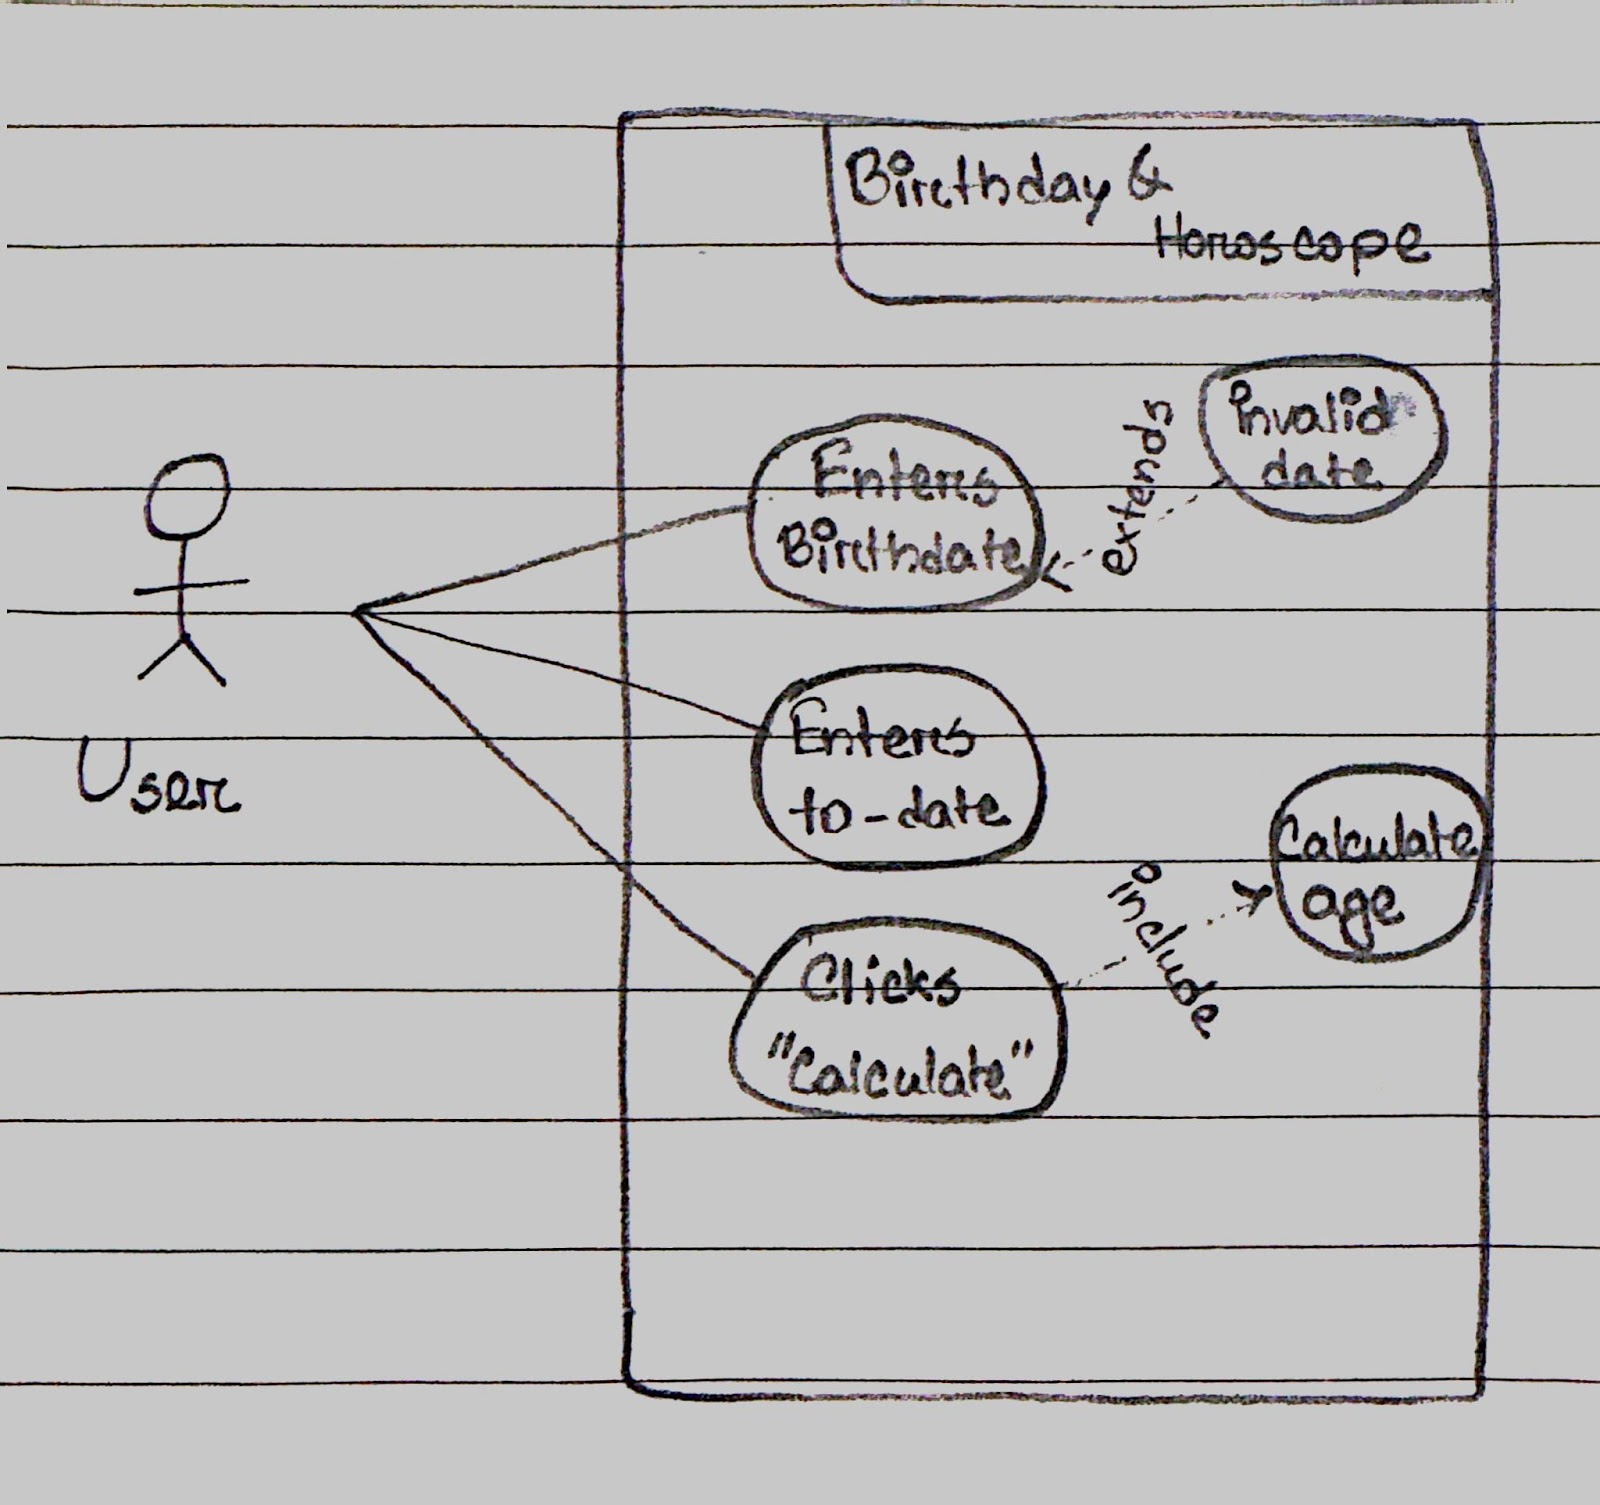 Birthday &
Horoscope
invalid
date
extends
Enters
Birthdate
User
Enters
to-date
Calculate
age
include
Clicks
"Calculate"